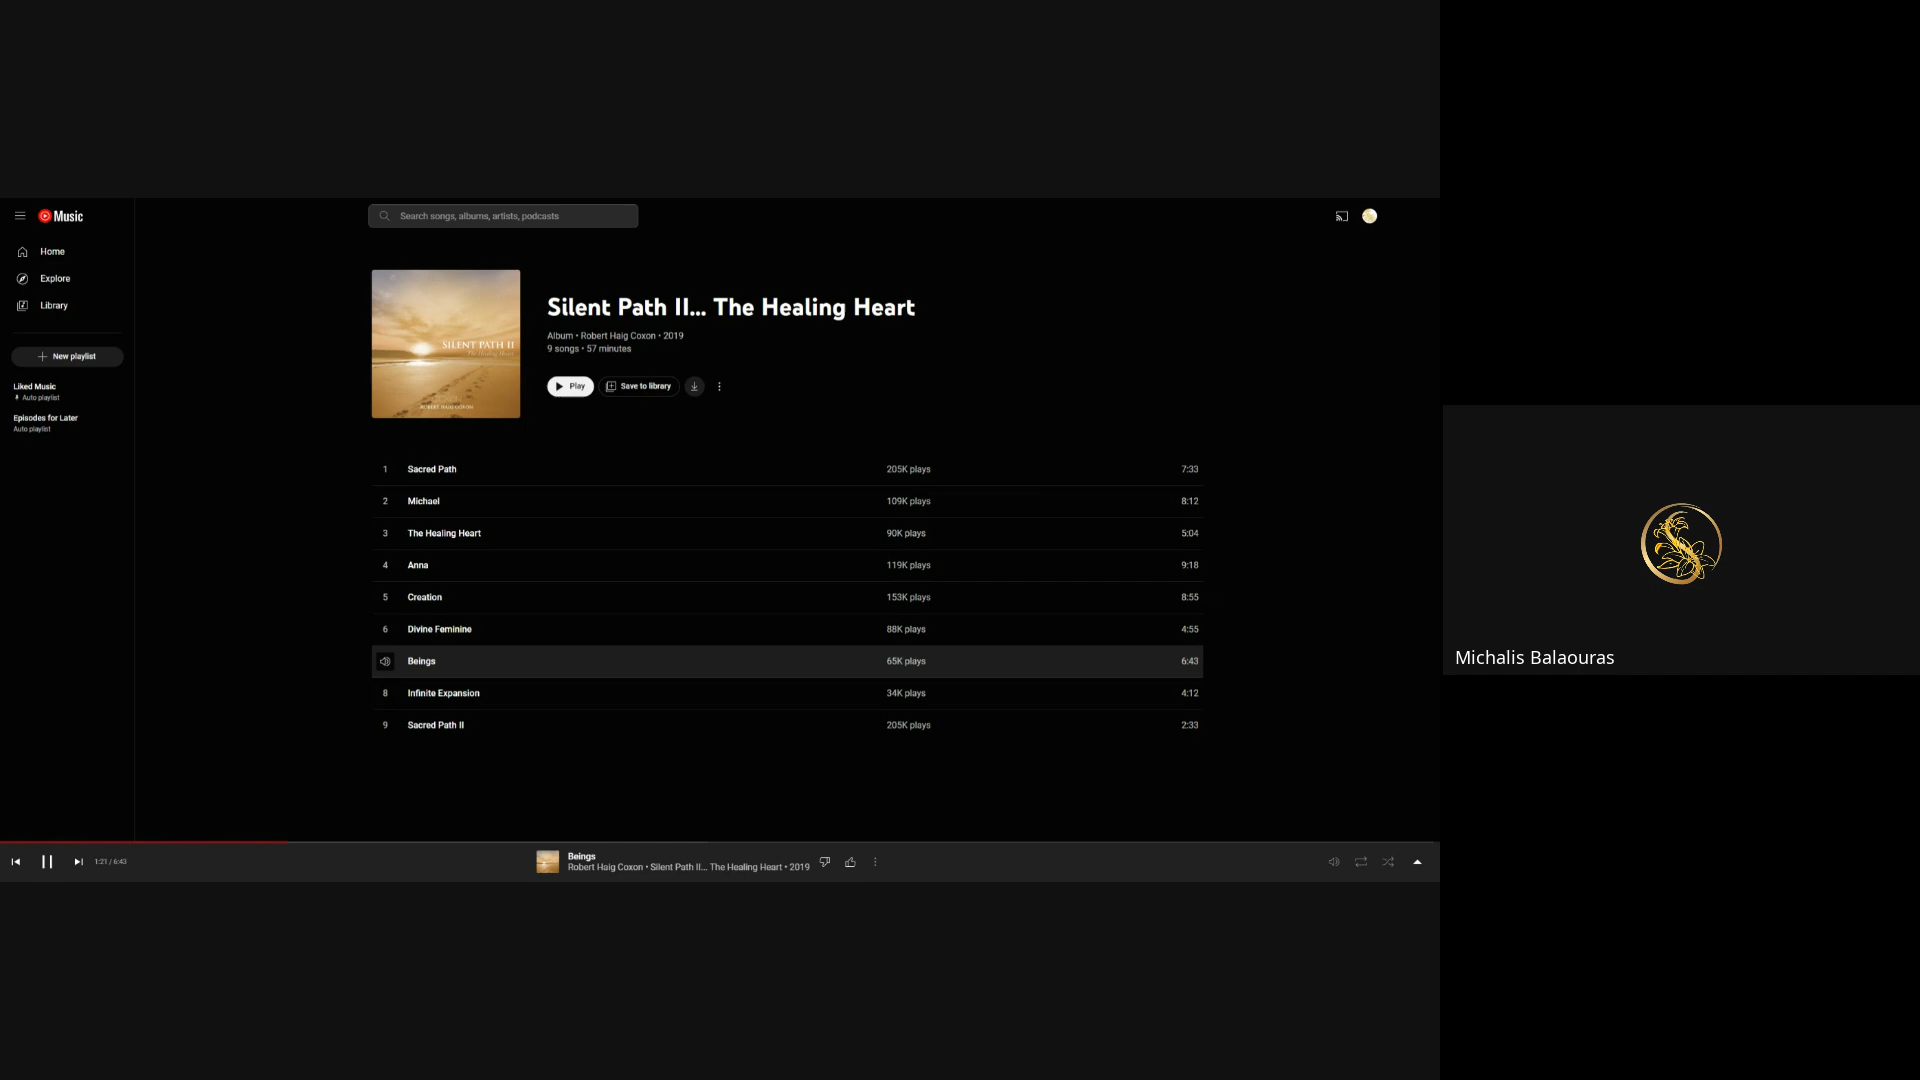 Music
Search songs, albums, artists, podcasts
Home
Explore
Library
New playlist
Liked Music
Auto playlist
Episodes for Later
Auto playlist
SILENT PATH II
The Healing Heart
ROBERT HAIG COXON
Silent Path II... The Healing Heart
Album • Robert Haig Coxon • 2019
9 songs • 57 minutes
Play
Save to library
1 Sacred Path 205K plays 7:33
2 Michael 109K plays 8:12
3 The Healing Heart 90K plays 5:04
4 Anna 119K plays 9:18
5 Creation 153K plays 8:55
6 Divine Feminine 88K plays 4:55
Beings 65K plays 6:43
8 Infinite Expansion 34K plays 4:12
9 Sacred Path II 205K plays 2:33
1:21 / 6:43
Beings
Robert Haig Coxon • Silent Path II... The Healing Heart • 2019
Michalis Balaouras